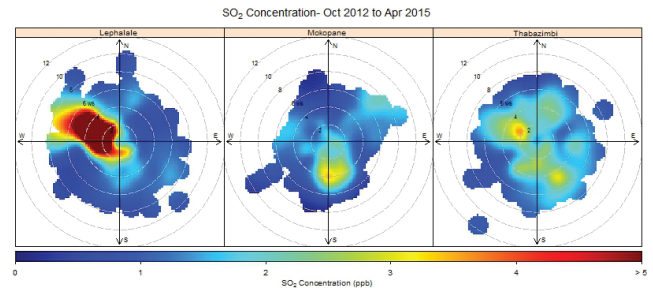 SO₂ Concentration- Oct 2012 to Apr 2015
Lephalale
Mokopane
Thabazimbi
N
12
10
8
6 ws
W
E
S
N
12
10
8
6 ws
4
2
W
E
S
N
12
10
8
6 ws
4
2
W
E
S
0
1
2
3
4
> 5
SO₂ Concentration (ppb)